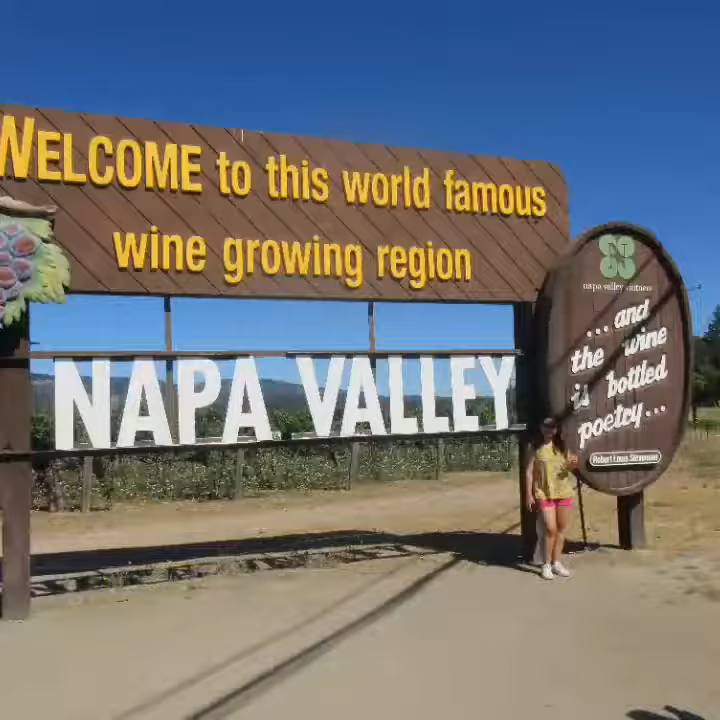 WELCOME to this world famous
wine growing region
NAPA VALLEY
napa valley vintners
...and
the wine
is bottled
poetry...
Robert Louis Stevenson